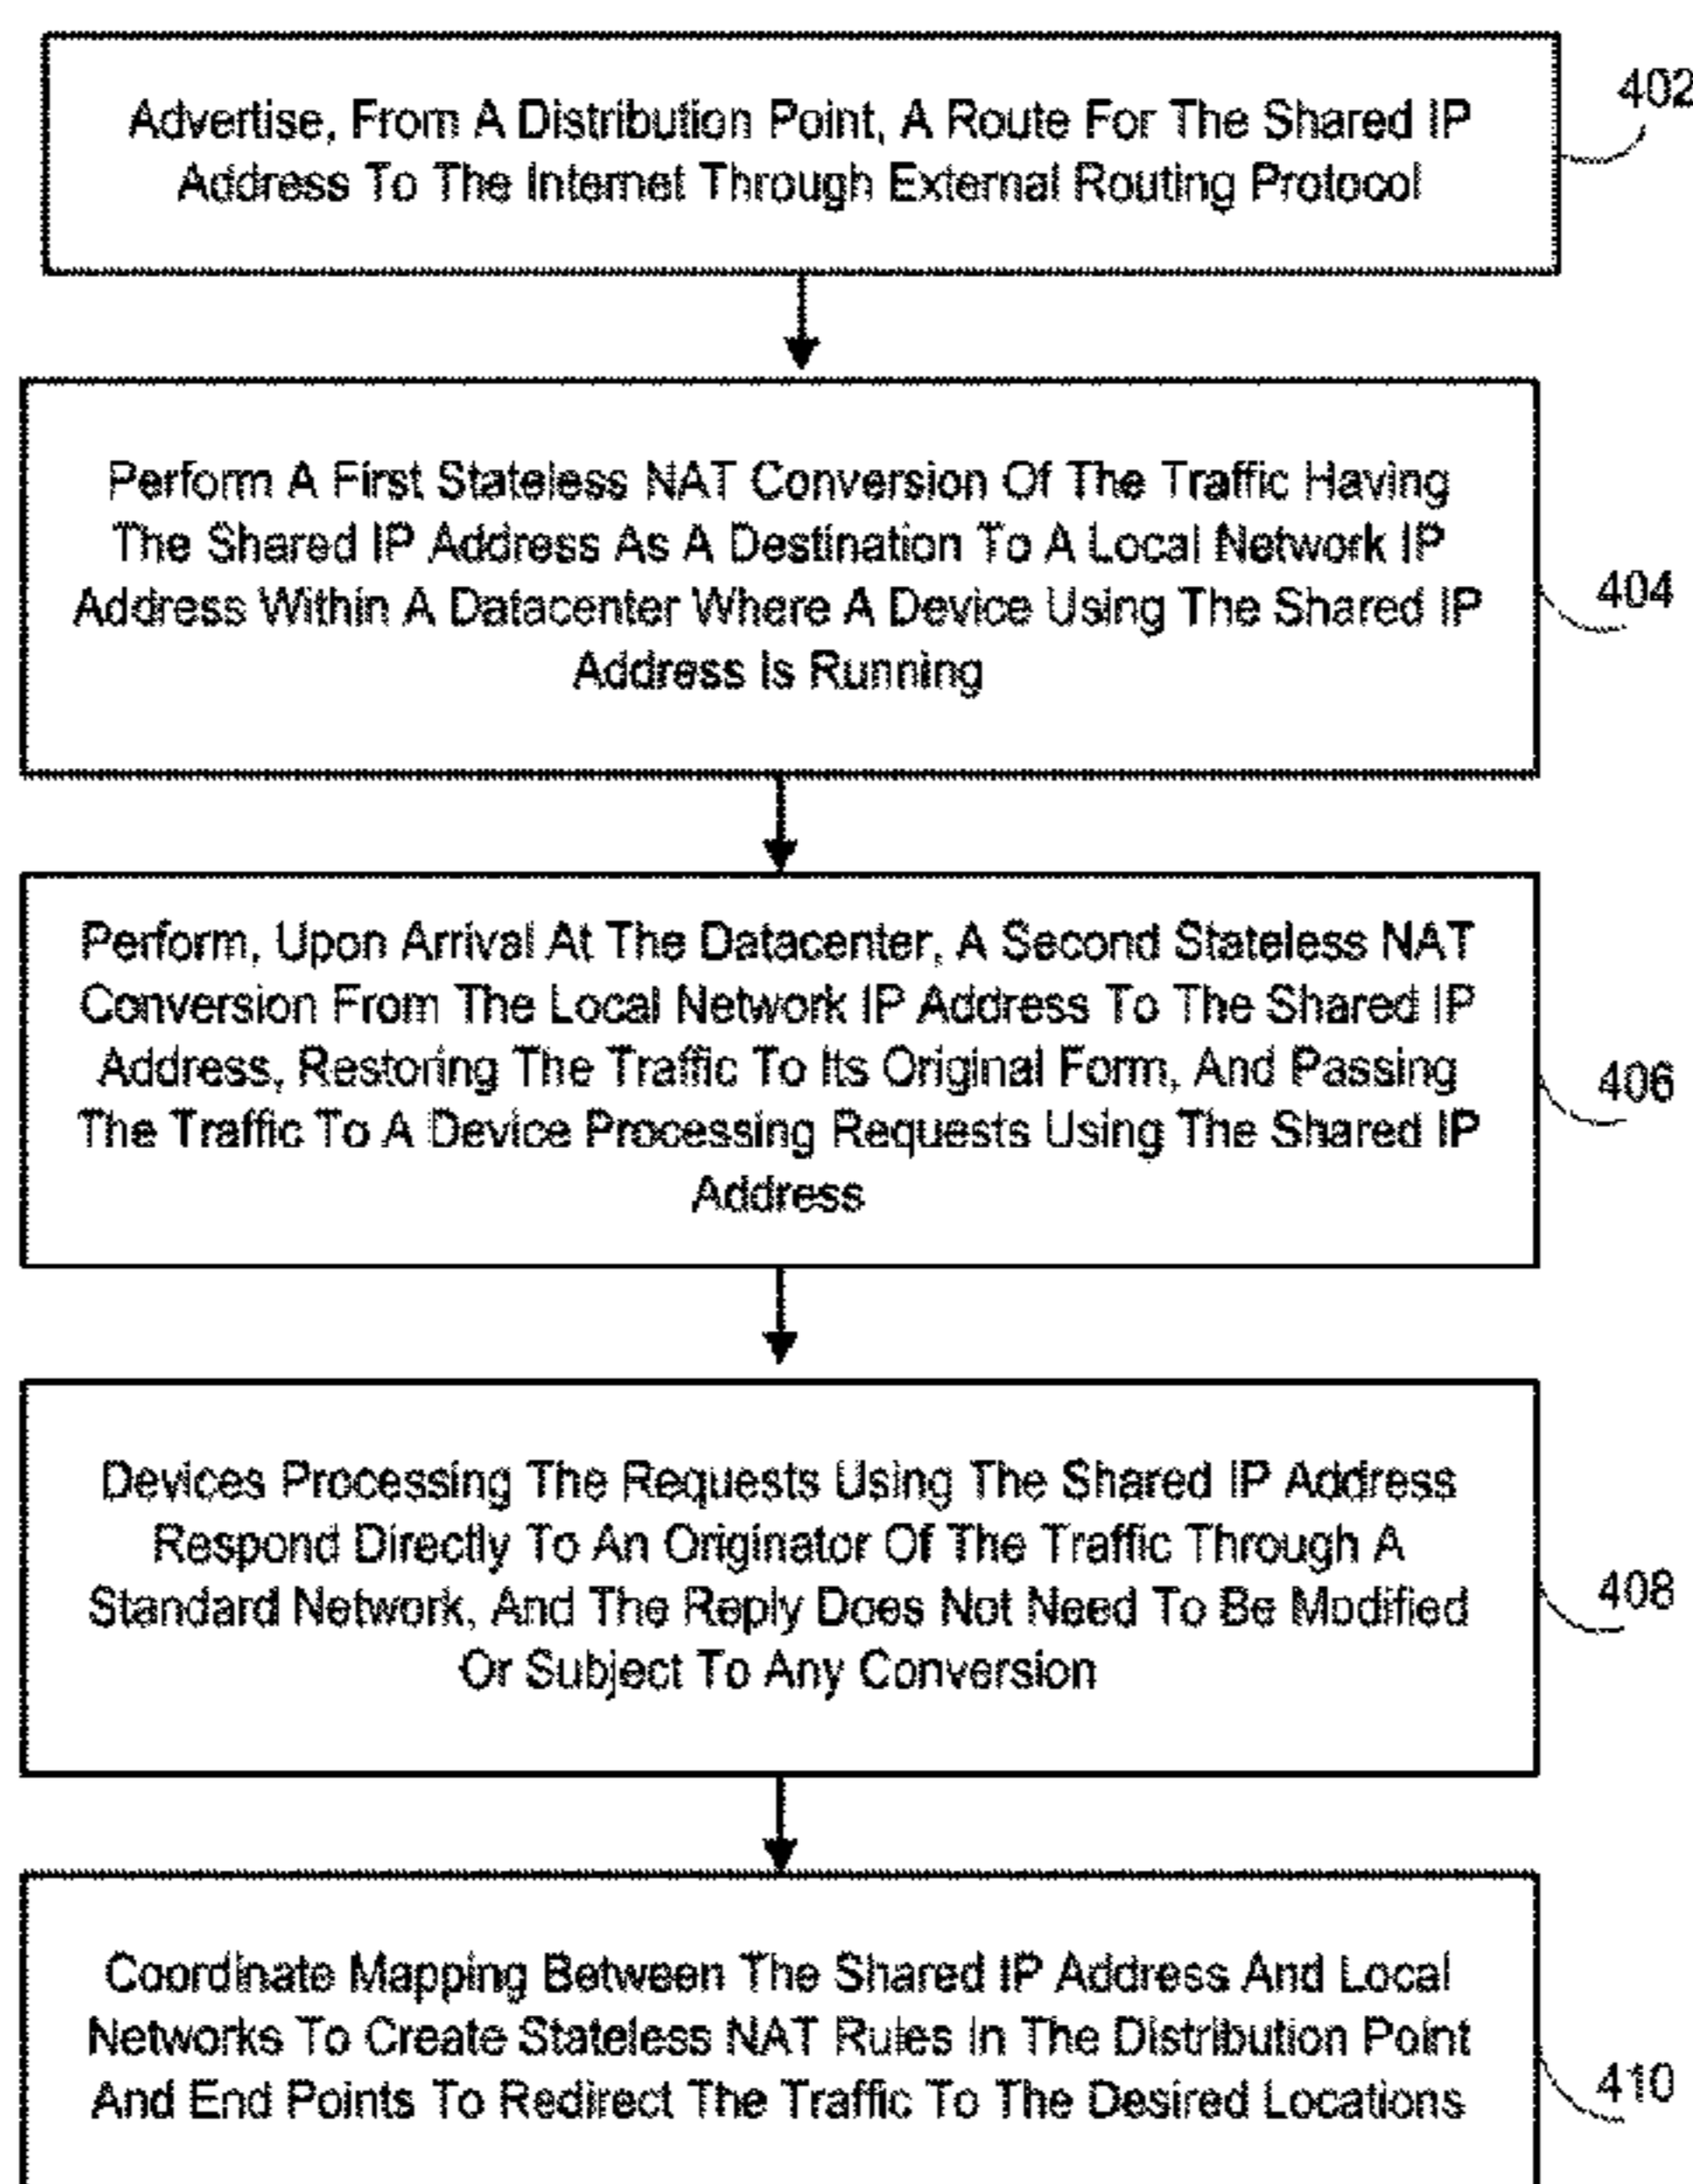 Advertise, From A Distribution Point, A Route For The Shared IP
Address To The Internet Through External Routing Protocol
402
Perform A First Stateless NAT Conversion Of The Traffic Having
The Shared IP Address As A Destination To A Local Network IP
Address Within A Datacenter Where A Device Using The Shared IP
Address Is Running
404
Perform, Upon Arrival At The Datacenter, A Second Stateless NAT
Conversion From The Local Network IP Address To The Shared IP
Address, Restoring The Traffic To Its Original Form, And Passing
The Traffic To A Device Processing Requests Using The Shared IP
Address
406
Devices Processing The Requests Using The Shared IP Address
Respond Directly To An Originator Of The Traffic Through A
Standard Network, And The Reply Does Not Need To Be Modified
Or Subject To Any Conversion
408
Coordinate Mapping Between The Shared IP Address And Local
Networks To Create Stateless NAT Rules In The Distribution Point
And End Points To Redirect The Traffic To The Desired Locations
410